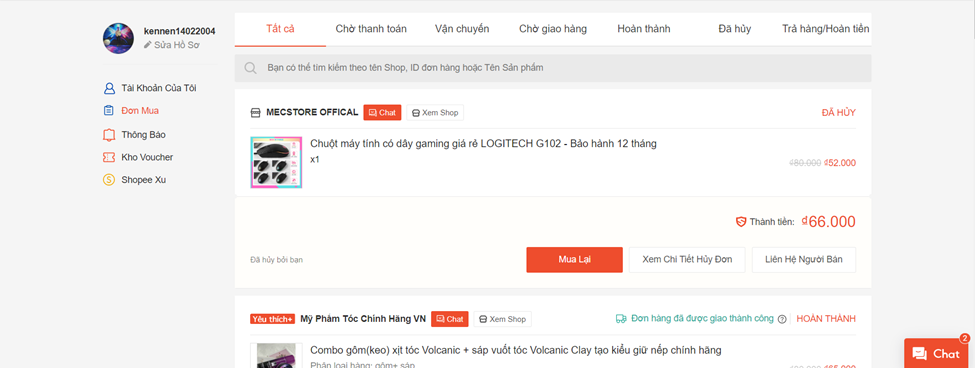 kennen14022004
Sửa Hồ Sơ
Tài Khoản Của Tôi
Đơn Mua
Thông Báo
Kho Voucher
Shopee Xu
Tất cả Chờ thanh toán Vận chuyển Chờ giao hàng Hoàn thành Đã hủy Trả hàng/Hoàn tiền
Bạn có thể tìm kiếm theo tên Shop, ID đơn hàng hoặc Tên Sản phẩm
MECSTORE OFFICAL Chat Xem Shop ĐÃ HỦY
Chuột máy tính có dây gaming giá rẻ LOGITECH G102 - Bảo hành 12 tháng
x1
₫80.000 ₫52.000
Thành tiền: ₫66.000
Đã hủy bởi bạn
Mua Lại Xem Chi Tiết Hủy Đơn Liên Hệ Người Bán
Yêu thích+ Mỹ Phẩm Tóc Chính Hãng VN Chat Xem Shop Đơn hàng đã được giao thành công HOÀN THÀNH
Combo gôm(keo) xịt tóc Volcanic + sáp vuốt tóc Volcanic Clay tạo kiểu giữ nếp chính hãng
Phân loại hàng: gôm+ sáp
Chat 2